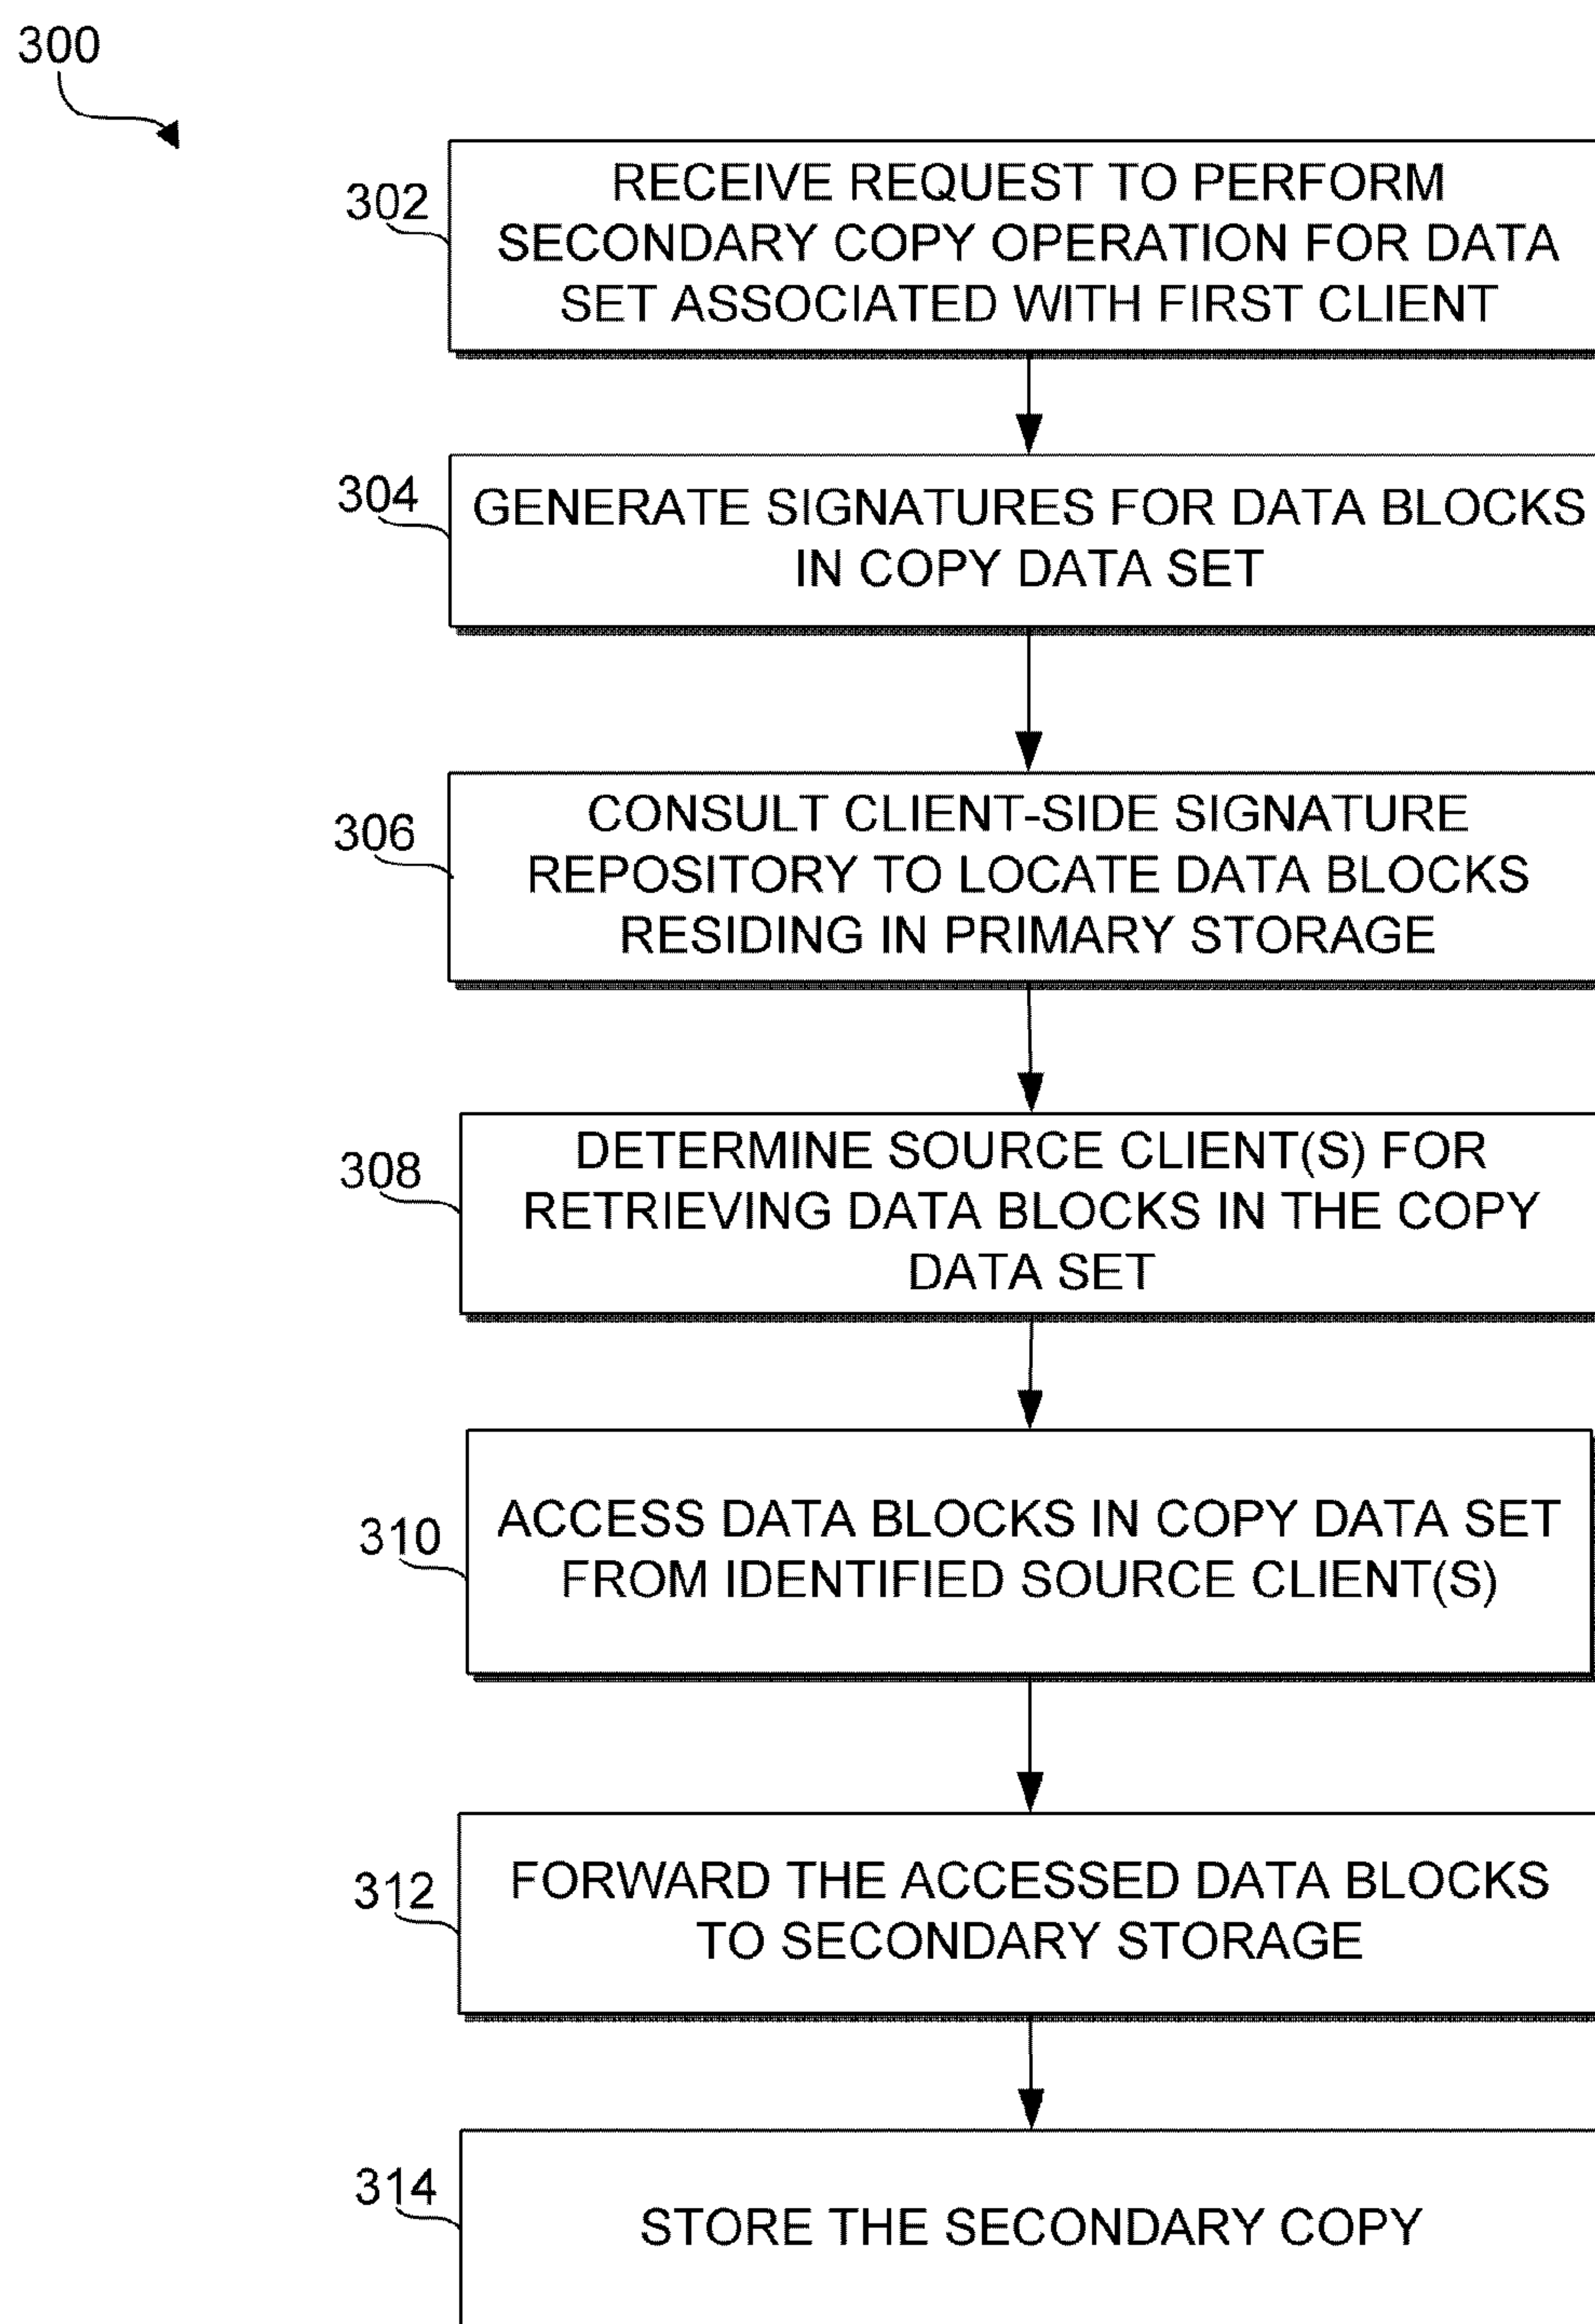 300
302
RECEIVE REQUEST TO PERFORM
SECONDARY COPY OPERATION FOR DATA
SET ASSOCIATED WITH FIRST CLIENT
304
GENERATE SIGNATURES FOR DATA BLOCKS
IN COPY DATA SET
306
CONSULT CLIENT-SIDE SIGNATURE
REPOSITORY TO LOCATE DATA BLOCKS
RESIDING IN PRIMARY STORAGE
308
DETERMINE SOURCE CLIENT(S) FOR
RETRIEVING DATA BLOCKS IN THE COPY
DATA SET
310
ACCESS DATA BLOCKS IN COPY DATA SET
FROM IDENTIFIED SOURCE CLIENT(S)
312
FORWARD THE ACCESSED DATA BLOCKS
TO SECONDARY STORAGE
314
STORE THE SECONDARY COPY